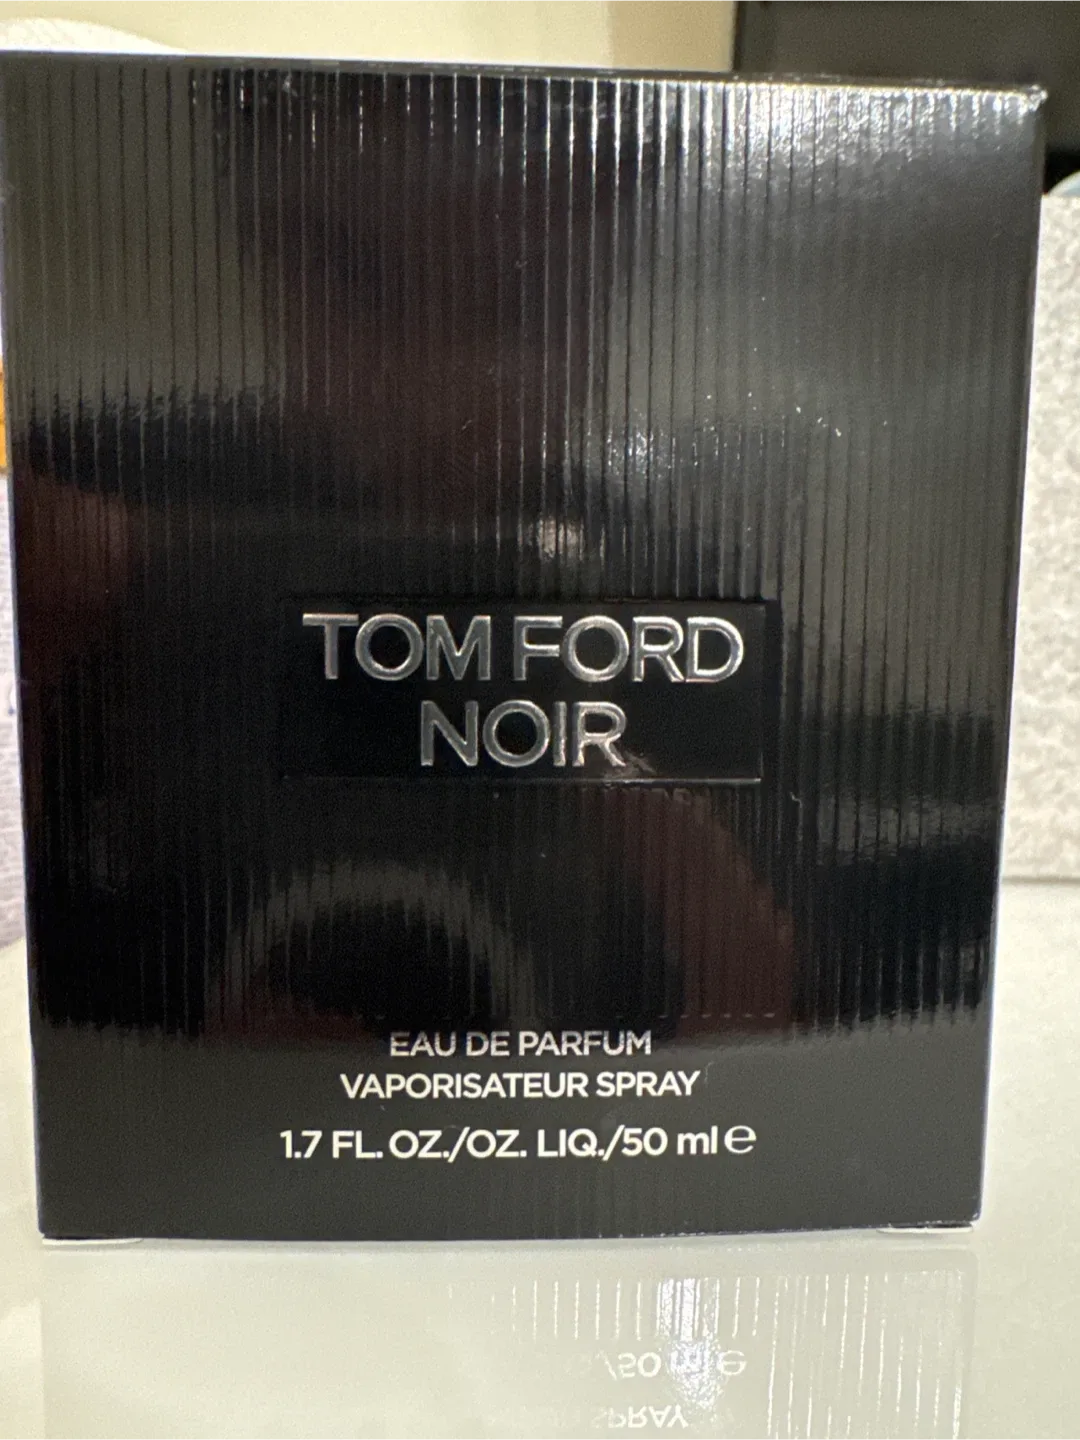 TOM FORD
NOIR
EAU DE PARFUM
VAPORISATEUR SPRAY
1.7 FL. OZ./OZ. LIQ./50 ml ℮